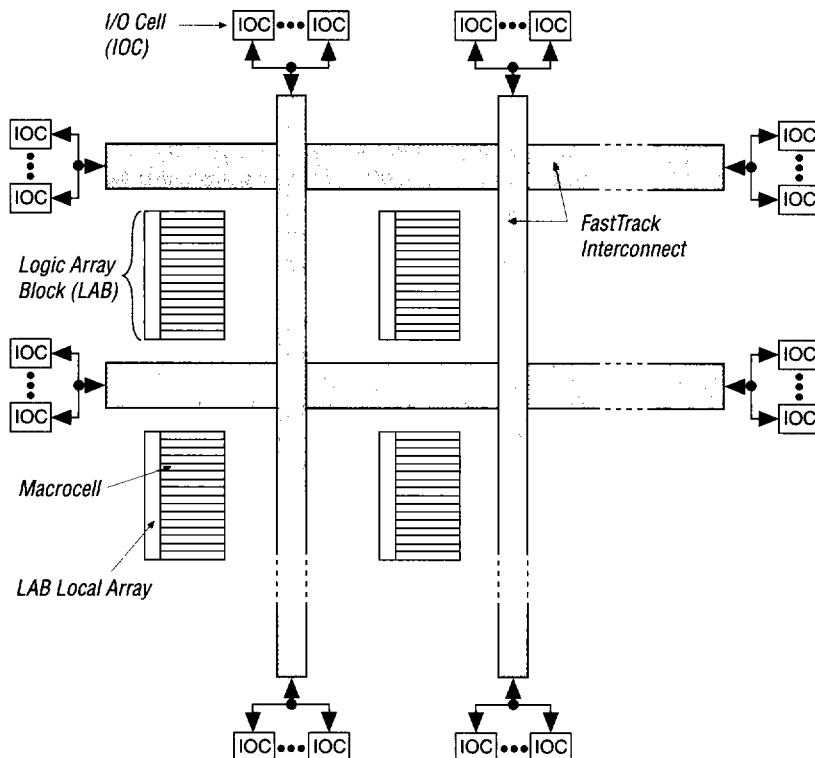 I/O Cell
(IOC)
IOC IOC
IOC IOC
IOC
IOC
IOC
IOC
FastTrack
Interconnect
Logic Array
Block (LAB)
IOC
IOC
IOC
IOC
Macrocell
LAB Local Array
IOC IOC
IOC IOC